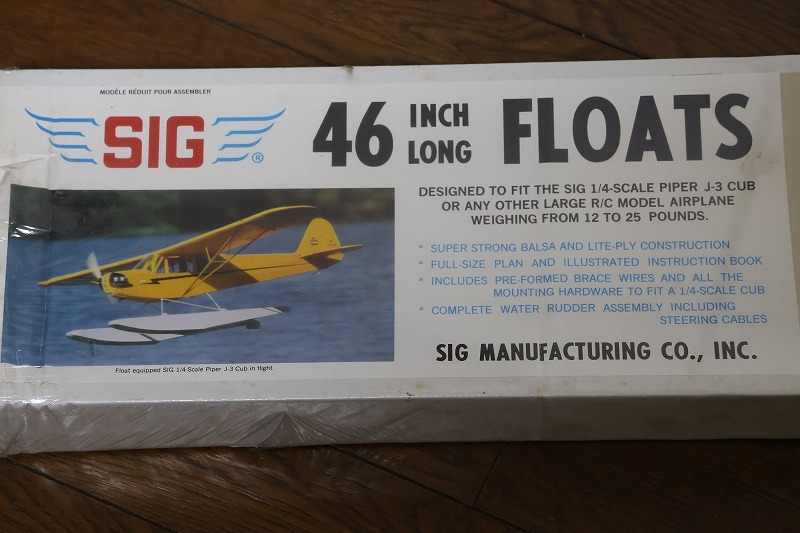 MODÈLE RÉDUIT POUR ASSEMBLER
SIG®
46 INCH LONG FLOATS
DESIGNED TO FIT THE SIG 1/4-SCALE PIPER J-3 CUB
OR ANY OTHER LARGE R/C MODEL AIRPLANE
WEIGHING FROM 12 TO 25 POUNDS.
* SUPER STRONG BALSA AND LITE-PLY CONSTRUCTION
* FULL-SIZE PLAN AND ILLUSTRATED INSTRUCTION BOOK
* INCLUDES PRE-FORMED BRACE WIRES AND ALL THE
MOUNTING HARDWARE TO FIT A 1/4-SCALE CUB
* COMPLETE WATER RUDDER ASSEMBLY INCLUDING
STEERING CABLES
SIG MANUFACTURING CO., INC.
Float equipped SIG 1/4-Scale Piper J-3 Cub in flight.